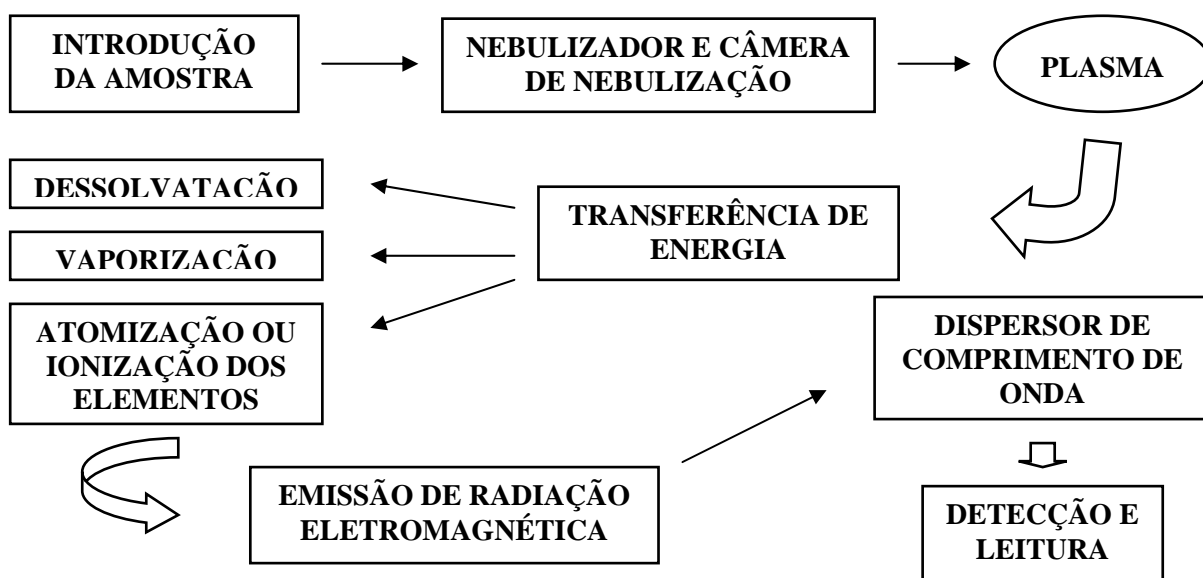 INTRODUÇÃO
DA AMOSTRA
NEBULIZADOR E CÂMERA
DE NEBULIZAÇÃO
PLASMA
DESSOLVATAÇÃO
TRANSFERÊNCIA DE
ENERGIA
VAPORIZAÇÃO
ATOMIZAÇÃO OU
IONIZAÇÃO DOS
ELEMENTOS
DISPERSOR DE
COMPRIMENTO DE
ONDA
EMISSÃO DE RADIAÇÃO
ELETROMAGNÉTICA
DETECÇÃO E
LEITURA